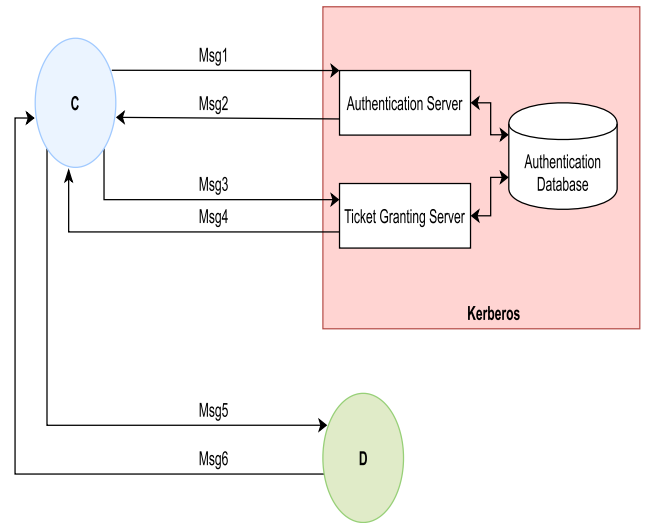 Msg1
C
Msg2
Authentication Server
Authentication
Database
Msg3
Msg4
Ticket Granting Server
Kerberos
Msg5
D
Msg6